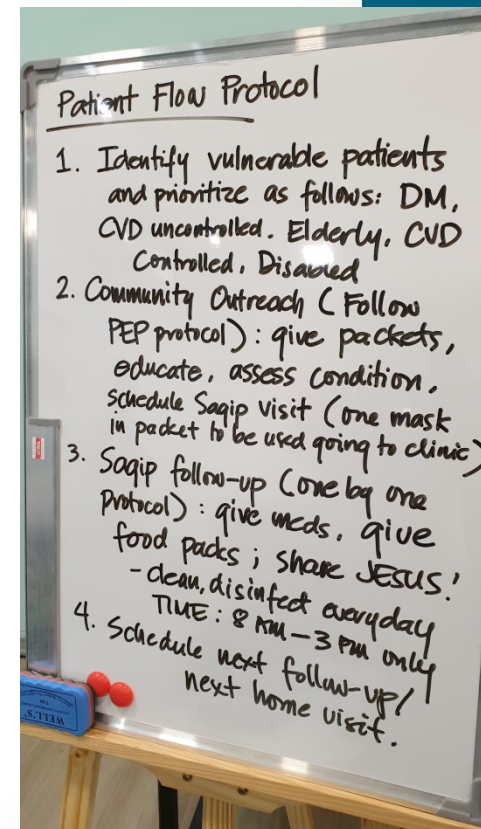 Patient Flow Protocol
1. Identify vulnerable patients
and prioritize as follows: DM,
CVD uncontrolled. Elderly, CVD
Controlled, Disabled
2. Community Outreach (Follow
PEP protocol): give packets,
educate, assess condition,
schedule Sagip visit (one mask
in packet to be used going to clinic)
3. Sagip follow-up (one by one
protocol): give meds, give
food packs; share JESUS!
- clean, disinfect everyday
TIME: 8 AM - 3 PM only
4. Schedule next follow-up/
next home visit.
WELL'S